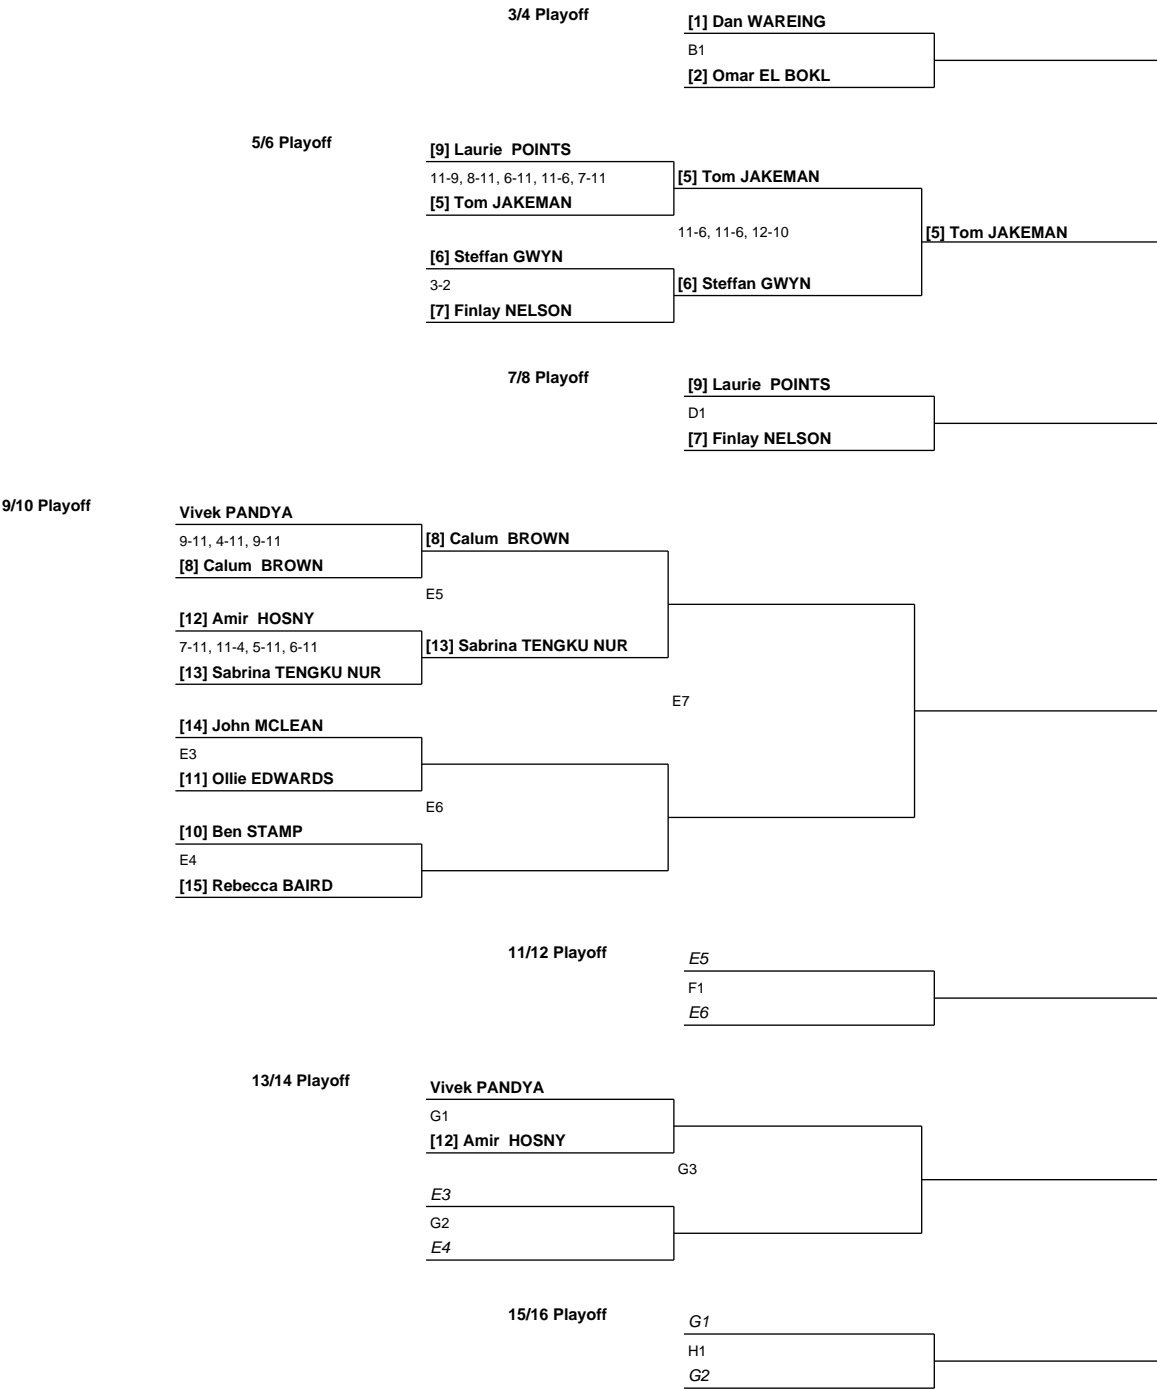 3/4 Playoff
[1] Dan WAREING
B1
[2] Omar EL BOKL
5/6 Playoff
[9] Laurie POINTS
11-9, 8-11, 6-11, 11-6, 7-11
[5] Tom JAKEMAN
[5] Tom JAKEMAN
11-6, 11-6, 12-10
[5] Tom JAKEMAN
[6] Steffan GWYN
3-2
[6] Steffan GWYN
[7] Finlay NELSON
7/8 Playoff
[9] Laurie POINTS
D1
[7] Finlay NELSON
9/10 Playoff
Vivek PANDYA
9-11, 4-11, 9-11
[8] Calum BROWN
[8] Calum BROWN
E5
[12] Amir HOSNY
7-11, 11-4, 5-11, 6-11
[13] Sabrina TENGKU NUR
[13] Sabrina TENGKU NUR
E7
[14] John MCLEAN
E3
[11] Ollie EDWARDS
E6
[10] Ben STAMP
E4
[15] Rebecca BAIRD
11/12 Playoff
E5
F1
E6
13/14 Playoff
Vivek PANDYA
G1
[12] Amir HOSNY
G3
E3
G2
E4
15/16 Playoff
G1
H1
G2